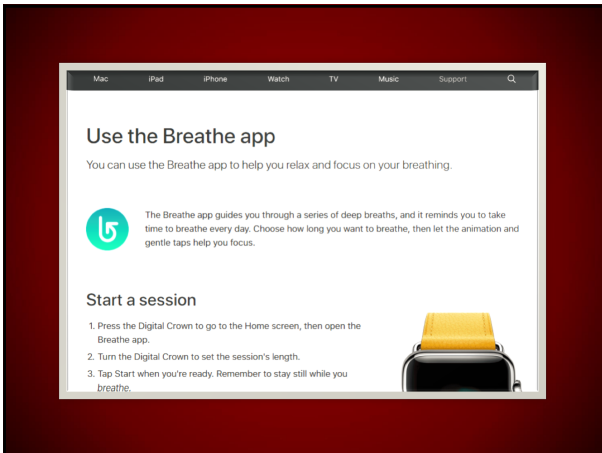 Mac iPad iPhone Watch TV Music Support
Use the Breathe app
You can use the Breathe app to help you relax and focus on your breathing.
The Breathe app guides you through a series of deep breaths, and it reminds you to take
time to breathe every day. Choose how long you want to breathe, then let the animation and
gentle taps help you focus.
Start a session
1. Press the Digital Crown to go to the Home screen, then open the
Breathe app.
2. Turn the Digital Crown to set the session's length.
3. Tap Start when you're ready. Remember to stay still while you
breathe.